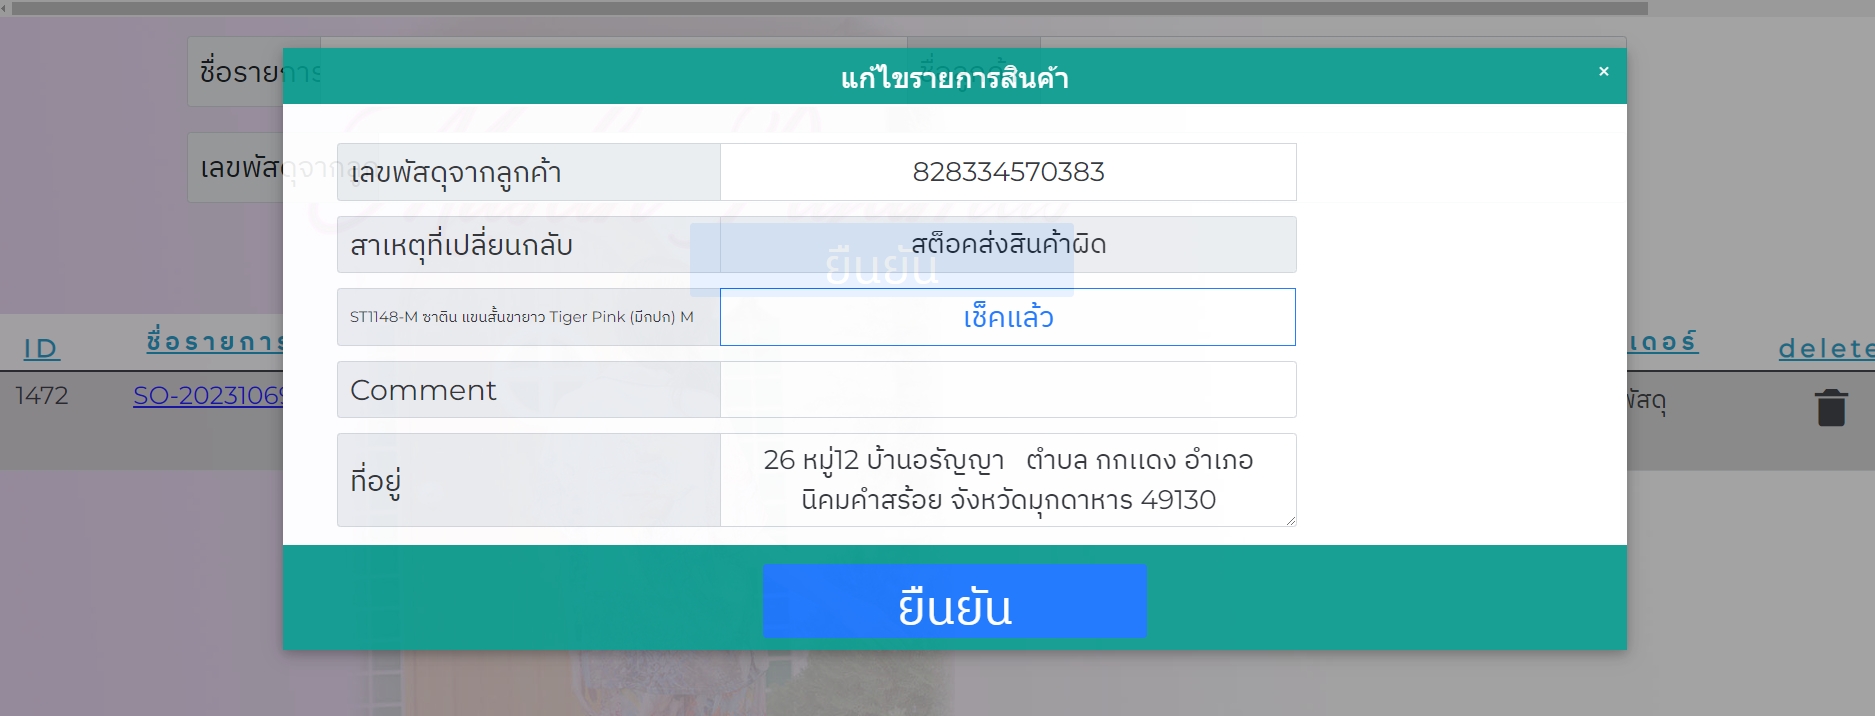 ชื่อรายการ
แก้ไขรายการสินค้า
×
เลขพัสดุจากลูก
เลขพัสดุจากลูกค้า
828334570383
สาเหตุที่เปลี่ยนกลับ
สต็อคส่งสินค้าผิด
ยืนยัน
ST1148-M ซาติน แขนสั้นขายาว Tiger Pink (มีกปก) M
เช็คแล้ว
ID
ชื่อรายการ
เดอร์
delete
1472
SO-2023106
พัสดุ
Comment
ที่อยู่
26 หมู่12 บ้านอรัญญา ตำบล กกแดง อำเภอ
นิคมคำสร้อย จังหวัดมุกดาหาร 49130
ยืนยัน